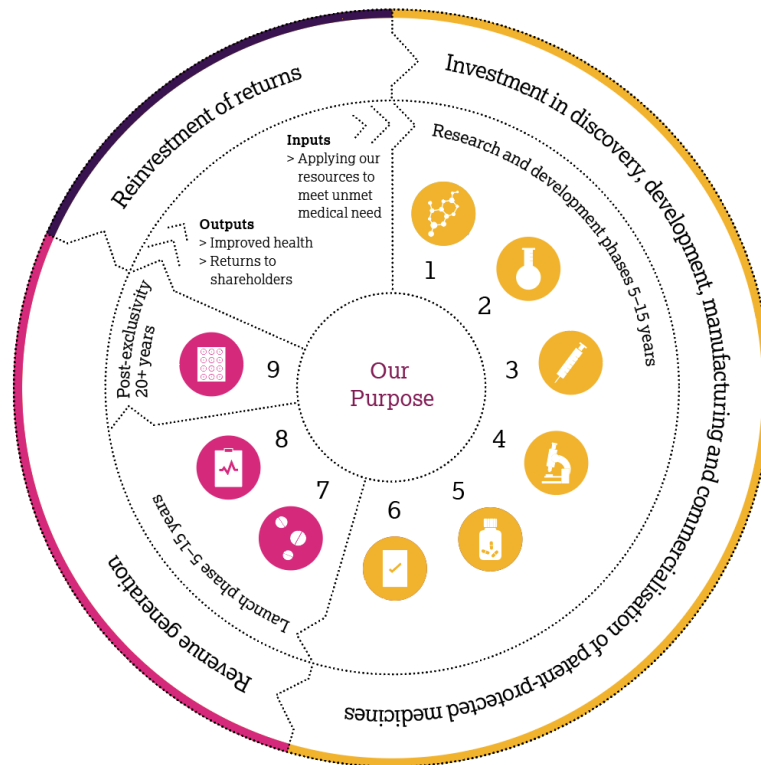 Investment in discovery, development, manufacturing and commercialisation of patent-protected medicines
Revenue generation
Reinvestment of returns
Research and development phases 5–15 years
Launch phase 5–15 years
Post-exclusivity
20+ years
Inputs
> Applying our
resources to
meet unmet
medical need
Outputs
> Improved health
> Returns to
shareholders
1
2
3
4
5
6
7
8
9
Our
Purpose